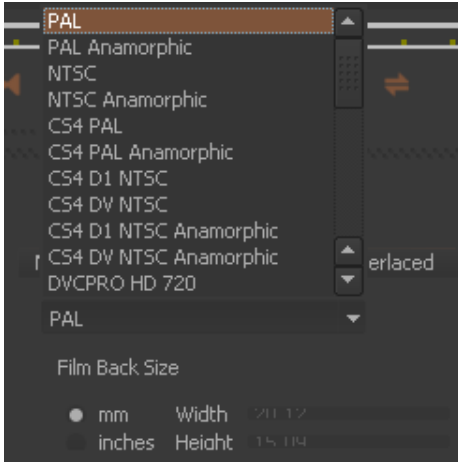 PAL
PAL Anamorphic
NTSC
NTSC Anamorphic
CS4 PAL
CS4 PAL Anamorphic
CS4 D1 NTSC
CS4 DV NTSC
CS4 D1 NTSC Anamorphic
CS4 DV NTSC Anamorphic
erlaced
DVCPRO HD 720
PAL
Film Back Size
mm Width 20.12
inches Height 15.09